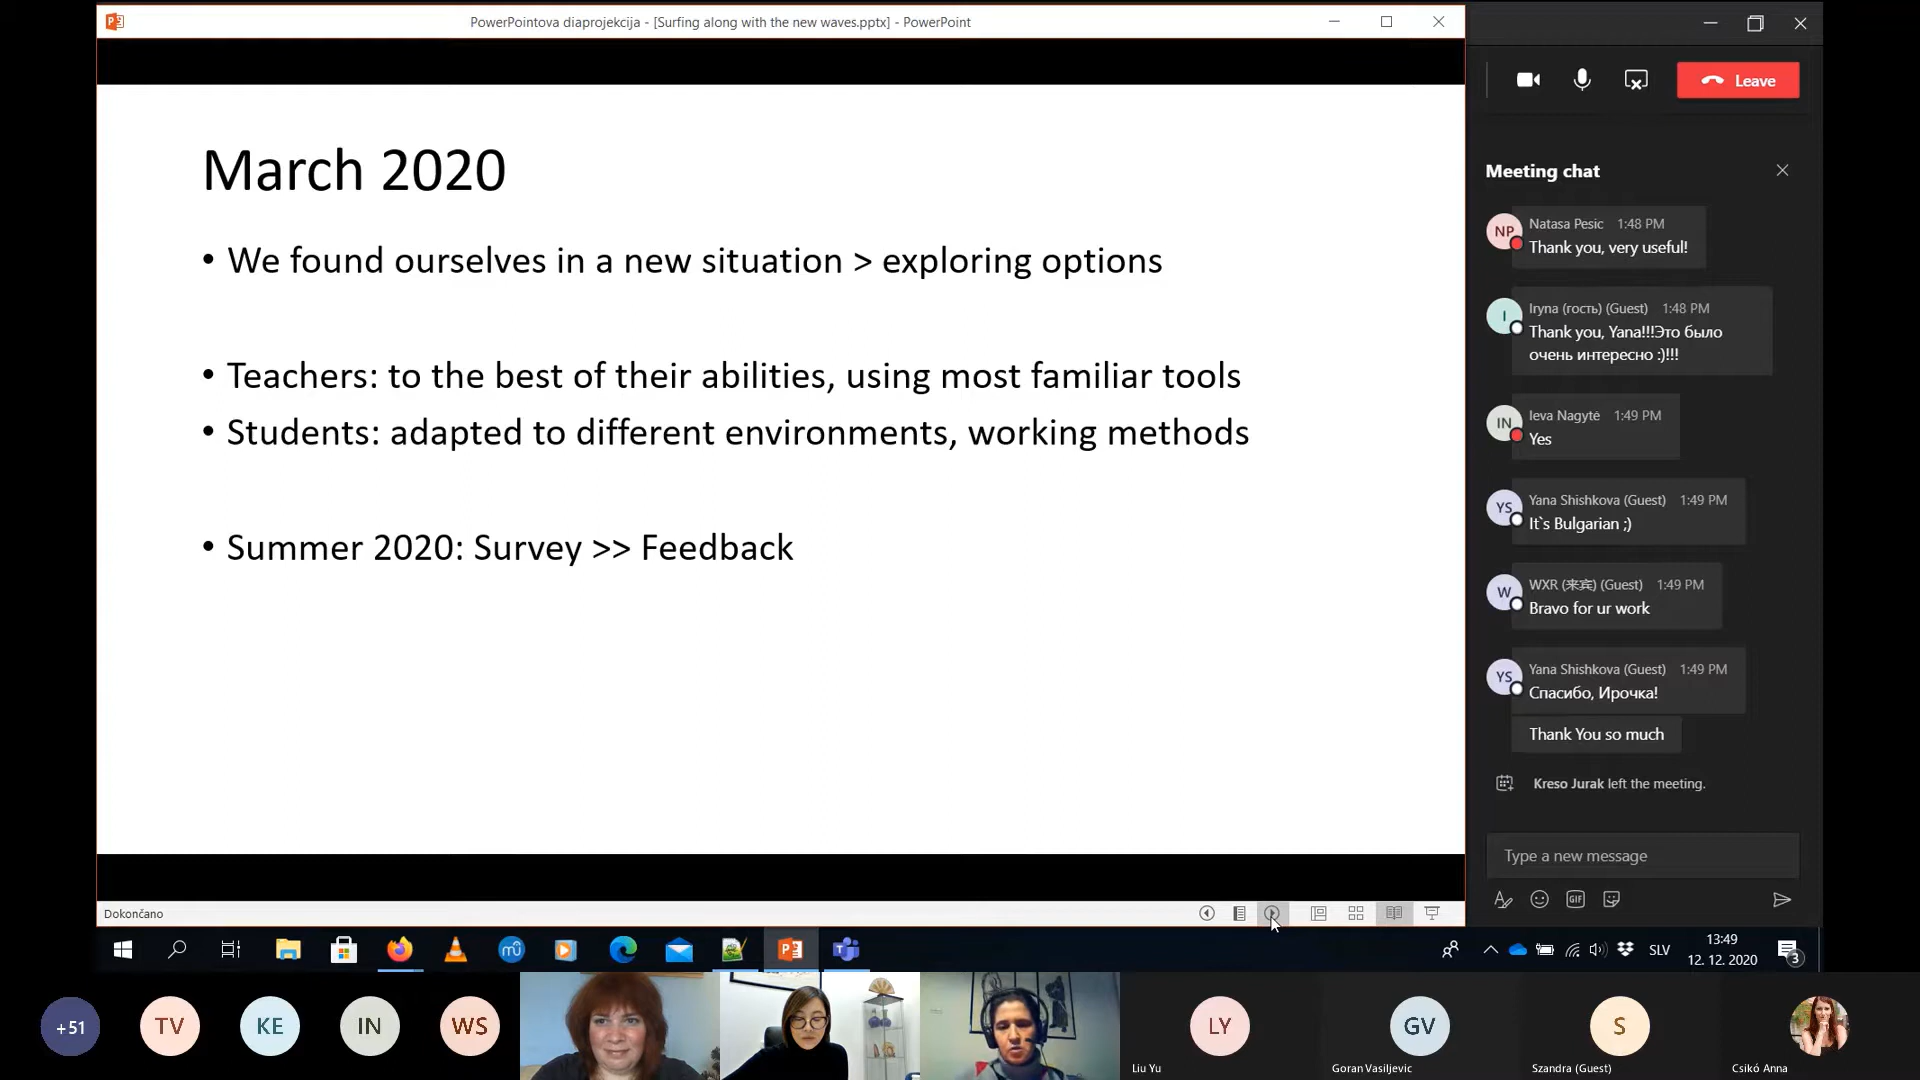 PowerPointova diaprojekcija - [Surfing along with the new waves.pptx] - PowerPoint
March 2020
• We found ourselves in a new situation > exploring options
• Teachers: to the best of their abilities, using most familiar tools
• Students: adapted to different environments, working methods
• Summer 2020: Survey >> Feedback
Dokončano
Leave
Meeting chat
NP
Natasa Pesic 1:48 PM
Thank you, very useful!
I
Iryna (гость) (Guest) 1:48 PM
Thank you, Yana!!!Это было
очень интересно :)!!!
IN
Ieva Nagytė 1:49 PM
Yes
YS
Yana Shishkova (Guest) 1:49 PM
It`s Bulgarian ;)
W
WXR (来宾) (Guest) 1:49 PM
Bravo for ur work
YS
Yana Shishkova (Guest) 1:49 PM
Спасибо, Ирочка!
Thank You so much
Kreso Jurak left the meeting.
Type a new message
GIF
SLV
13:49
12. 12. 2020
3
+51
TV
KE
IN
WS
LY
Liu Yu
GV
Goran Vasiljevic
S
Szandra (Guest)
Csikó Anna